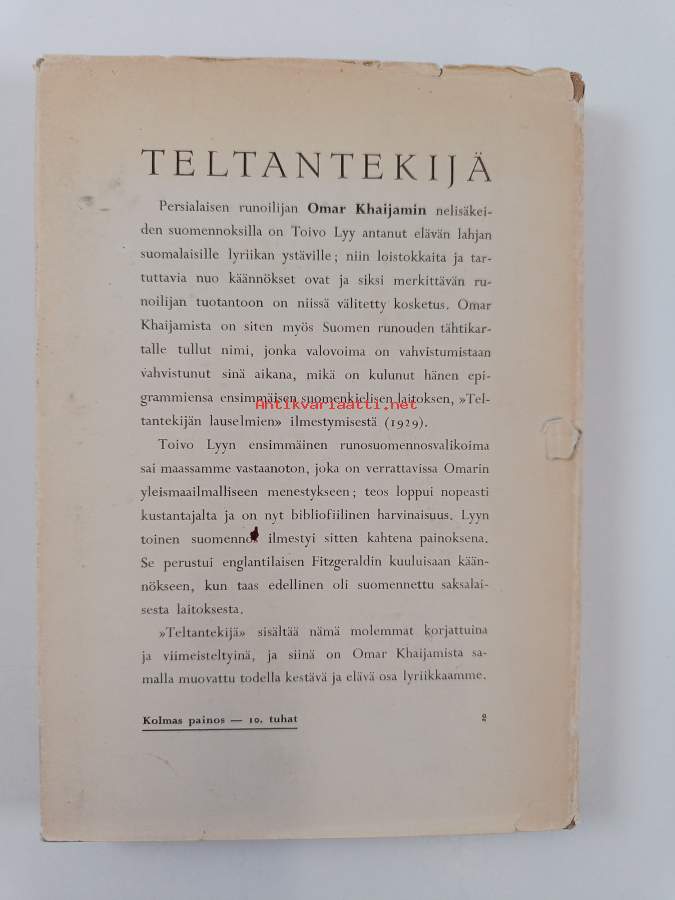 TELTANTEKIJÄ
Persialaisen runoilijan Omar Khaijamin nelisäkei-
den suomennoksilla on Toivo Lyy antanut elävän lahjan
suomalaisille lyriikan ystäville; niin loistokkaita ja tar-
tuttavia nuo käännökset ovat ja siksi merkittävän ru-
noilijan tuotantoon on niissä välitetty kosketus. Omar
Khaijamista on siten myös Suomen runouden tähtikar-
talle tullut nimi, jonka valovoima on vahvistumistaan
vahvistunut sinä aikana, mikä on kulunut hänen epi-
grammiensa ensimmäisen suomenkielisen laitoksen, »Tel-
Antikvariaatti.net
tantekijän lauselmien» ilmestymisestä (1929).
Toivo Lyyn ensimmäinen runosuomennosvalikoima
sai maassamme vastaanoton, joka on verrattavissa Omarin
yleismaailmalliseen menestykseen; teos loppui nopeasti
kustantajalta ja on nyt bibliofiilinen harvinaisuus. Lyyn
toinen suomennos ilmestyi sitten kahtena painoksena.
Se perustui englantilaisen Fitzgeraldin kuuluisaan kään-
nökseen, kun taas edellinen oli suomennettu saksalai-
sesta laitoksesta.
»Teltantekijä» sisältää nämä molemmat korjattuina
ja viimeisteltyinä, ja siinä on Omar Khaijamista sa-
malla muovattu todella kestävä ja elävä osa lyriikkaamme.
Kolmas painos — 10. tuhat 2